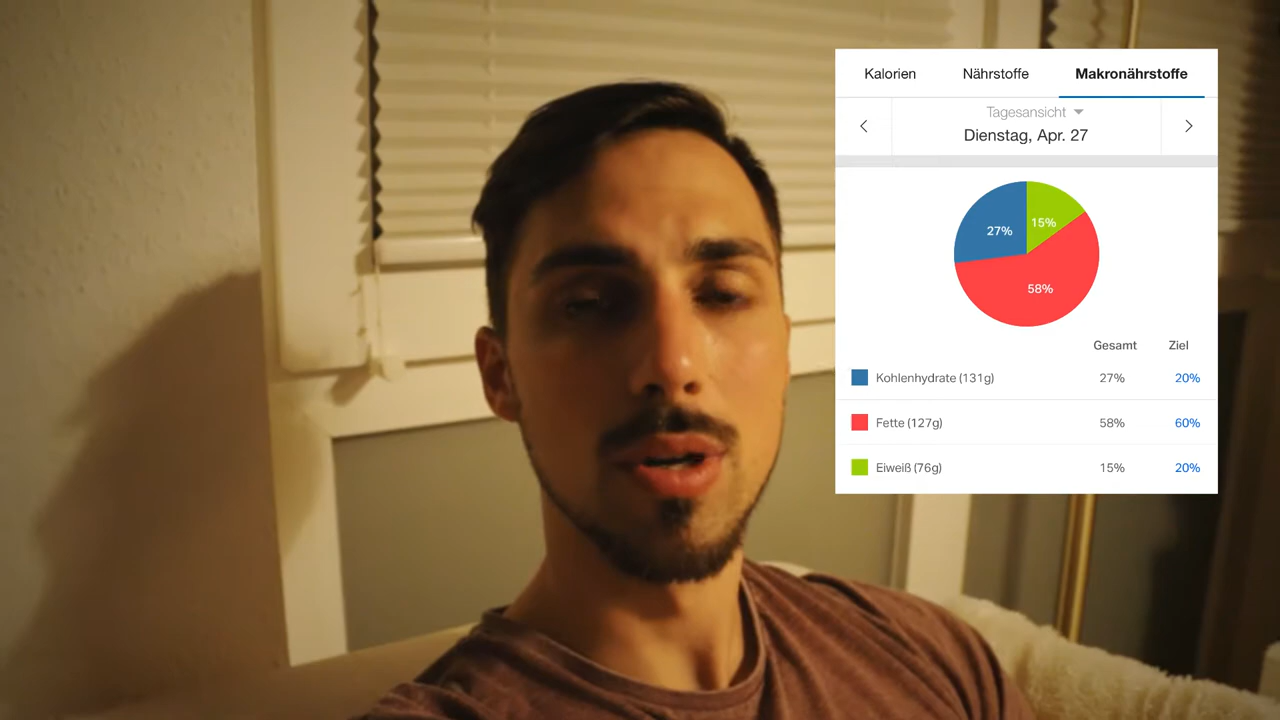 Kalorien Nährstoffe Makronährstoffe
Tagesansicht
Dienstag, Apr. 27
15%
27%
58%
Gesamt Ziel
Kohlenhydrate (131g) 27% 20%
Fette (127g) 58% 60%
Eiweiß (76g) 15% 20%